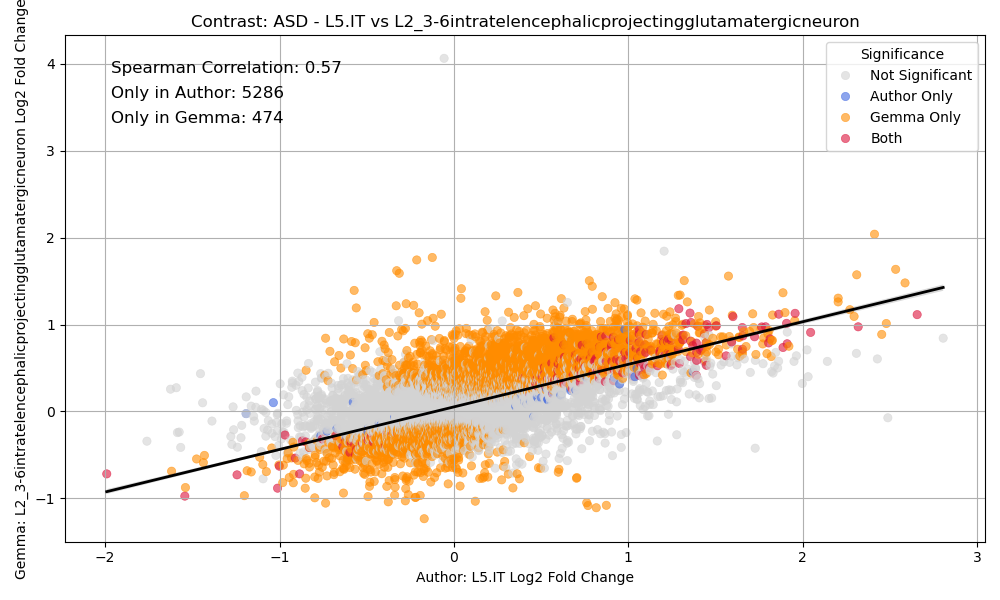 Contrast: ASD - L5.IT vs L2_3-6intratelencephalicprojectingglutamatergicneuron
Spearman Correlation: 0.57
Only in Author: 5286
Only in Gemma: 474
Significance
Not Significant
Author Only
Gemma Only
Both
Gemma: L2_3-6intratelencephalicprojectingglutamatergicneuron Log2 Fold Change
4
3
2
1
0
−1
−2
−1
0
1
2
3
Author: L5.IT Log2 Fold Change